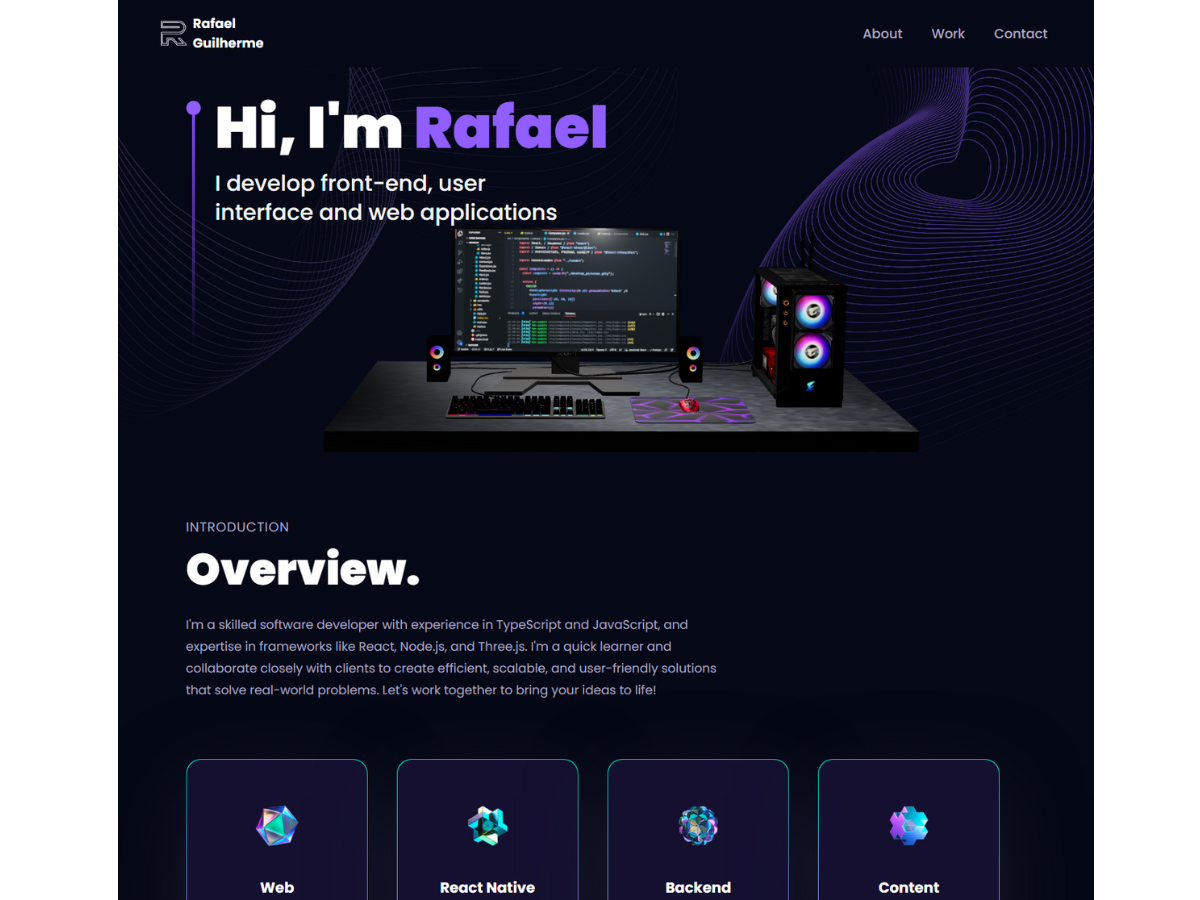 Rafael
Guilherme
About
Work
Contact
Hi, I'm Rafael
I develop front-end, user
interface and web applications
INTRODUCTION
Overview.
I'm a skilled software developer with experience in TypeScript and JavaScript, and
expertise in frameworks like React, Node.js, and Three.js. I'm a quick learner and
collaborate closely with clients to create efficient, scalable, and user-friendly solutions
that solve real-world problems. Let's work together to bring your ideas to life!
Web
React Native
Backend
Content